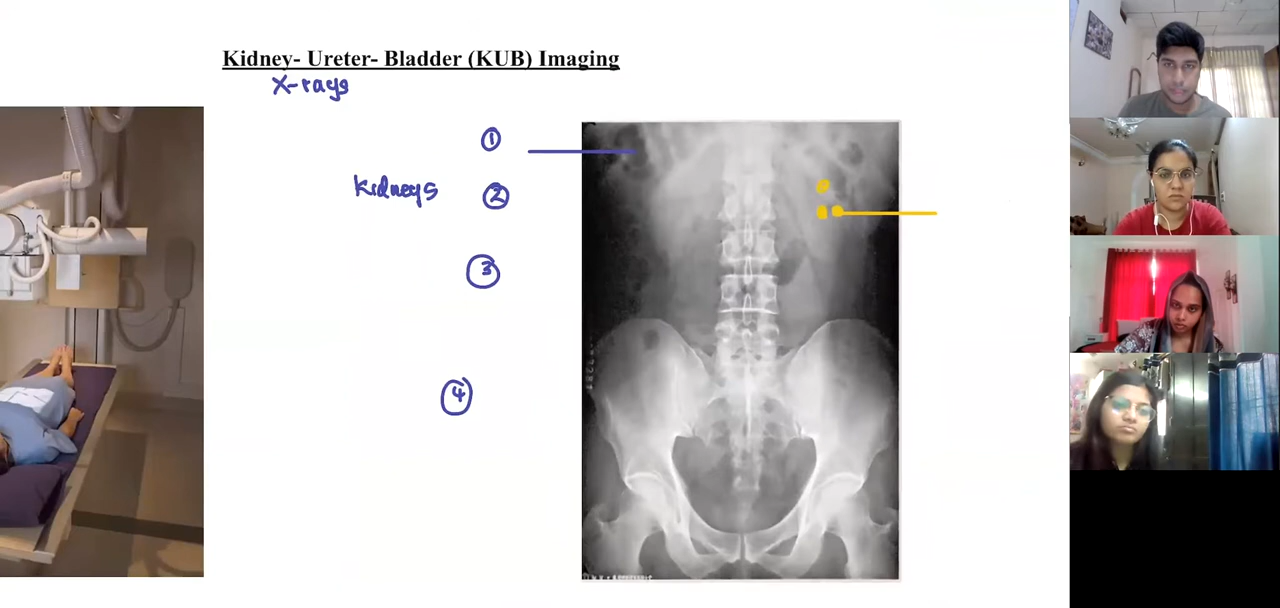 Kidney- Ureter- Bladder (KUB) Imaging
X-rays
①
Kidneys ②
③
④